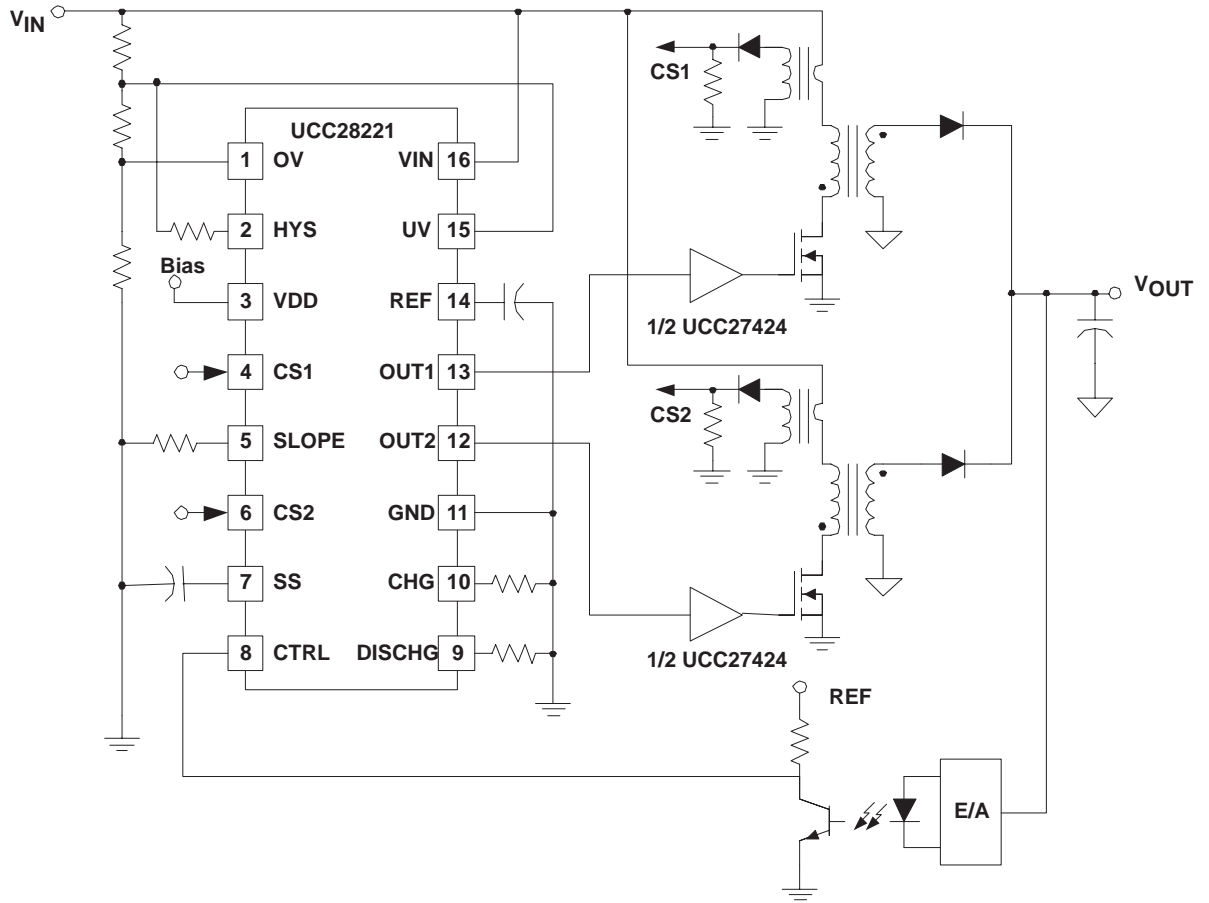 VIN
CS1
UCC28221
1 OV VIN 16
2 HYS UV 15
Bias
3 VDD REF 14
1/2 UCC27424
VOUT
4 CS1 OUT1 13
CS2
5 SLOPE OUT2 12
6 CS2 GND 11
7 SS CHG 10
8 CTRL DISCHG 9
1/2 UCC27424
REF
E/A